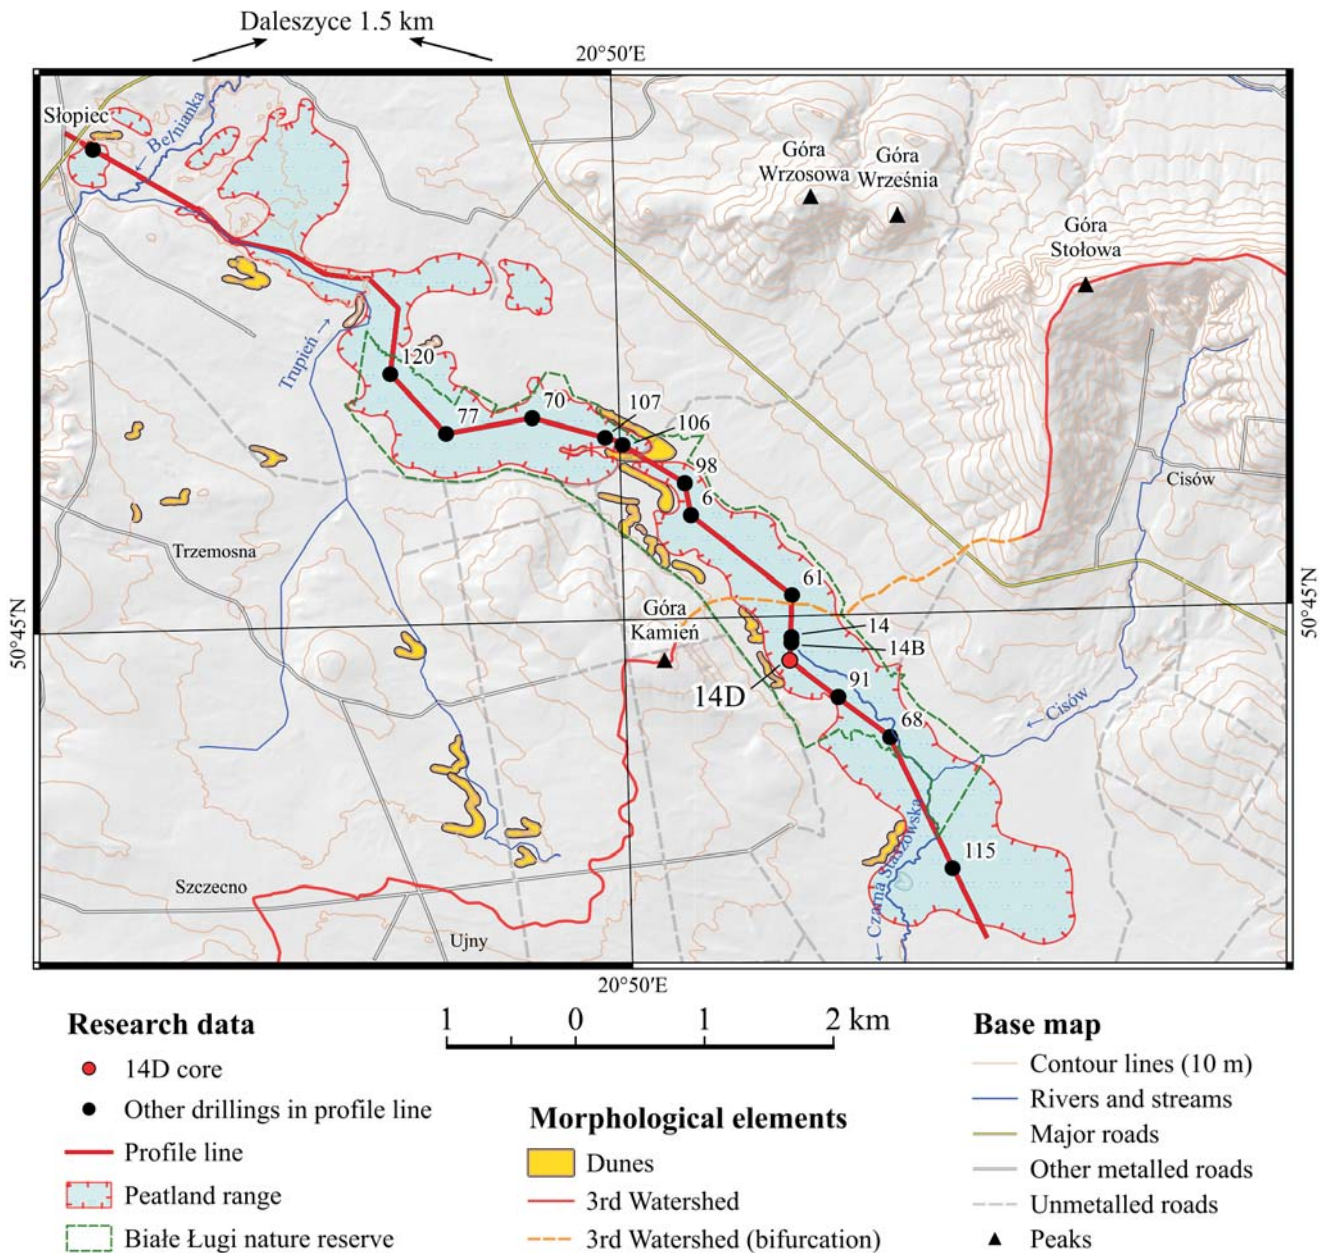 Daleszyce 1.5 km
20°50′E
Słopiec
← Belnianka
Góra
Wrzosowa
Góra
Września
Góra
Stołowa
Trupień →
120
77
70
107
106
98
6
Cisów
Trzemosna
61
Góra
Kamień
14
14B
14D
91
68
50°45′N
50°45′N
← Cisów
← Czarna Staszowska
115
Szczecno
Ujny
20°50′E
Research data
14D core
Other drillings in profile line
Profile line
Peatland range
Białe Ługi nature reserve
1 0 1 2 km
Morphological elements
Dunes
3rd Watershed
3rd Watershed (bifurcation)
Base map
Contour lines (10 m)
Rivers and streams
Major roads
Other metalled roads
Unmetalled roads
Peaks